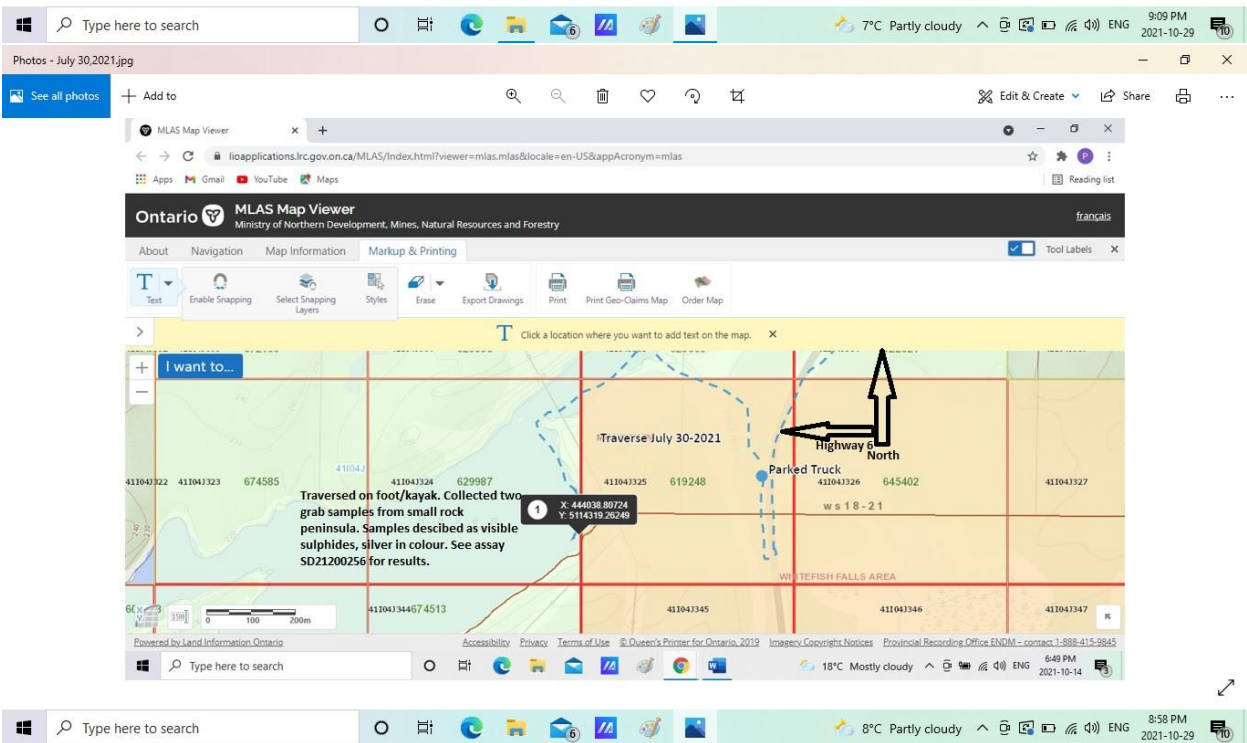 Type here to search
6
7°C Partly cloudy
ENG
9:09 PM
2021-10-29
10
Photos - July 30,2021.jpg
See all photos
Add to
Edit & Create
Share
MLAS Map Viewer
lioapplications.lrc.gov.on.ca/MLAS/Index.html?viewer=mlas.mlas&locale=en-US&appAcronym=mlas
P
Apps
Gmail
YouTube
Maps
Reading list
Ontario
MLAS Map Viewer
Ministry of Northern Development, Mines, Natural Resources and Forestry
français
About
Navigation
Map Information
Markup & Printing
Tool Labels
Text
Enable Snapping
Select Snapping Layers
Styles
Erase
Export Drawings
Print
Print Geo-Claims Map
Order Map
Click a location where you want to add text on the map.
I want to...
Traverse July 30-2021
Highway 6
North
Parked Truck
41I04J
41I04J322
41I04J323
674585
41I04J324
629987
41I04J325
619248
41I04J326
645402
41I04J327
Traversed on foot/kayak. Collected two
grab samples from small rock
peninsula. Samples descibed as visible
sulphides, silver in colour. See assay
SD21200256 for results.
1
X: 444038.80724
Y: 5114319.26249
ws18-21
240
230
WHITEFISH FALLS AREA
41I04J344
674513
41I04J345
41I04J346
41I04J347
0
100
200m
Powered by Land Information Ontario
Accessibility
Privacy
Terms of Use
© Queen's Printer for Ontario, 2019
Imagery Copyright Notices
Provincial Recording Office ENDM – contact 1-888-415-9845
Type here to search
18°C Mostly cloudy
ENG
6:49 PM
2021-10-14
3
Type here to search
6
8°C Partly cloudy
ENG
8:58 PM
2021-10-29
10